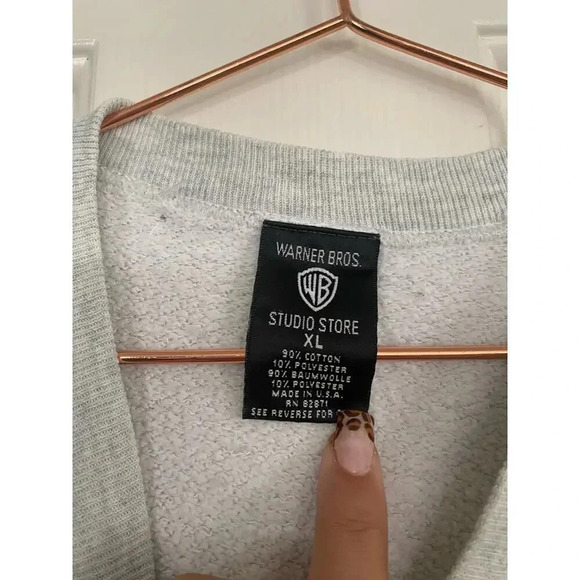 WARNER BROS.
WB
STUDIO STORE
XL
90% COTTON
10% POLYESTER
90% BAUMWOLLE
10% POLYESTER
MADE IN U.S.A.
RN 82871
SEE REVERSE FOR